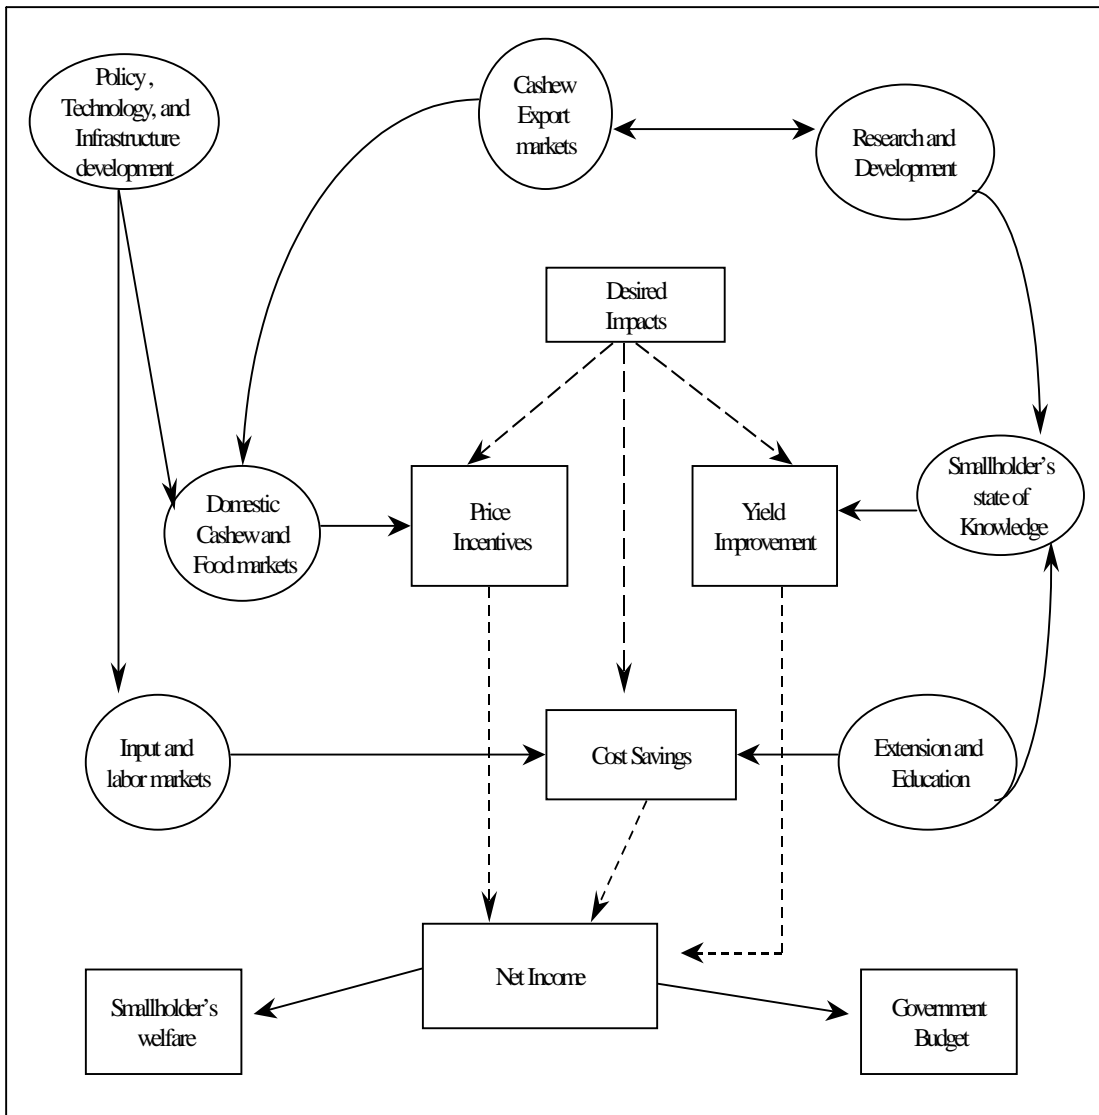 Policy ,
Technology, and
Infrastructure
development
Cashew
Export
markets
Research and
Development
Desired
Impacts
Domestic
Cashew and
Food markets
Price
Incentives
Yield
Improvement
Smallholder's
state of
Knowledge
Input and
labor markets
Cost Savings
Extension and
Education
Net Income
Smallholder's
welfare
Government
Budget